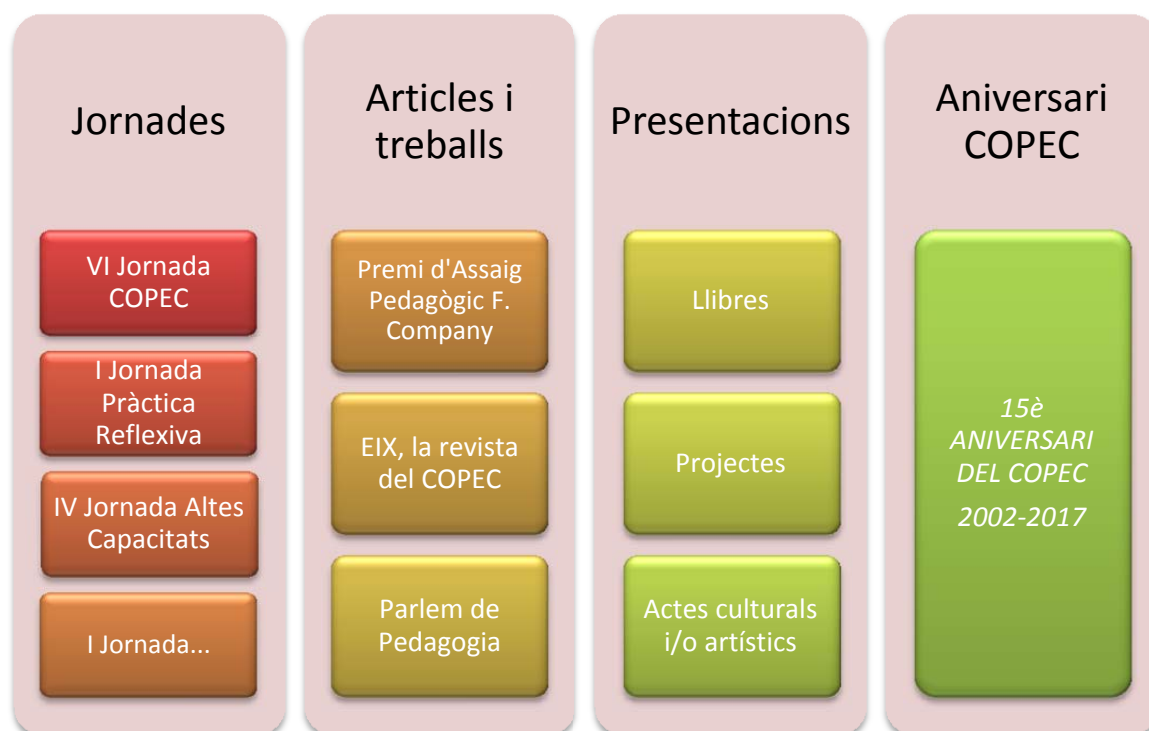 Jornades
VI Jornada
COPEC
I Jornada
Pràctica
Reflexiva
IV Jornada Altes
Capacitats
I Jornada...
Articles i
treballs
Premi d'Assaig
Pedagògic F.
Company
EIX, la revista
del COPEC
Parlem de
Pedagogia
Presentacions
Llibres
Projectes
Actes culturals
i/o artístics
Aniversari
COPEC
15è
ANIVERSARI
DEL COPEC
2002-2017